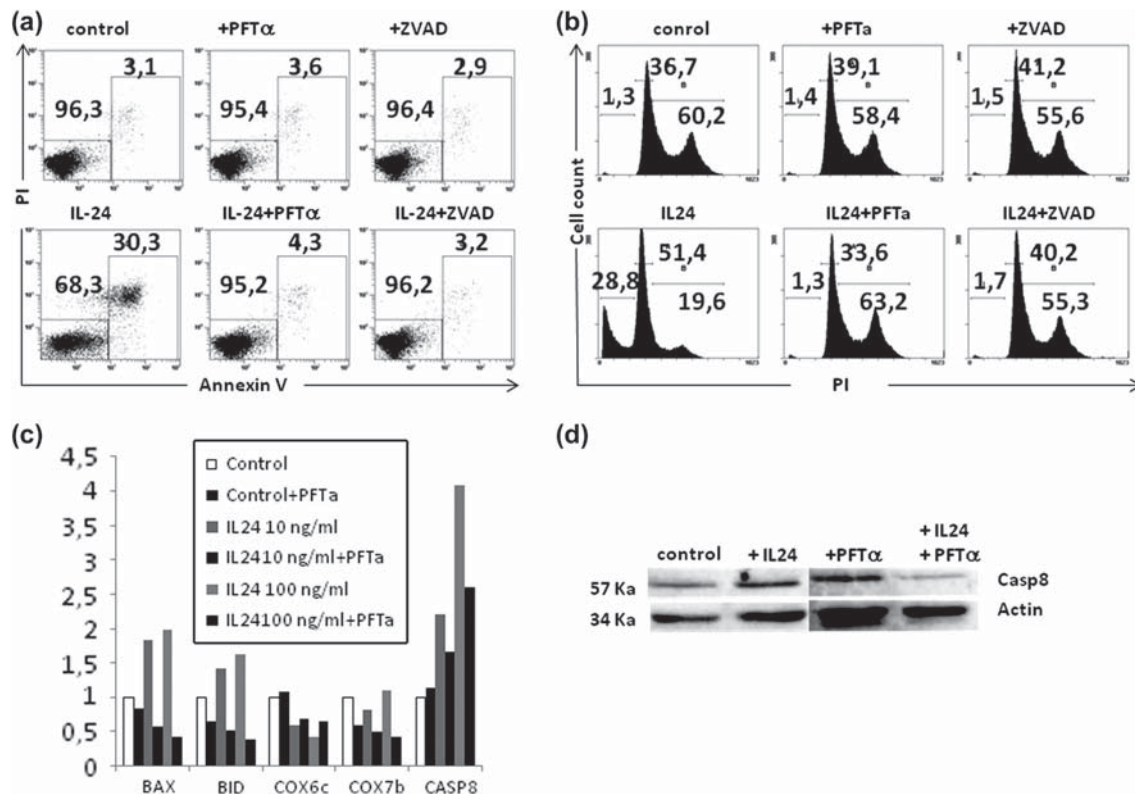 (a)
control
+PFTα
+ZVAD
3,1
3,6
2,9
96,3
95,4
96,4
IL-24
IL-24+PFTα
IL-24+ZVAD
30,3
4,3
3,2
68,3
95,2
96,2
PI
Annexin V
(b)
conrol
+PFTa
+ZVAD
36,7
39,1
41,2
1,3
1,4
1,5
60,2
58,4
55,6
1023
1023
1023
IL24
IL24+PFTa
IL24+ZVAD
51,4
33,6
40,2
28,8
1,3
1,7
19,6
63,2
55,3
1023
1023
1023
Cell count
PI
(c)
4,5
4
3,5
3
2,5
2
1,5
1
0,5
0
Control
Control+PFTa
IL24 10 ng/ml
IL2410 ng/ml+PFTa
IL24 100 ng/ml
IL24100 ng/ml+PFTa
BAX
BID
COX6c
COX7b
CASP8
(d)
control
+ IL24
+PFTα
+ IL24
+ PFTα
57 Ka
Casp8
34 Ka
Actin